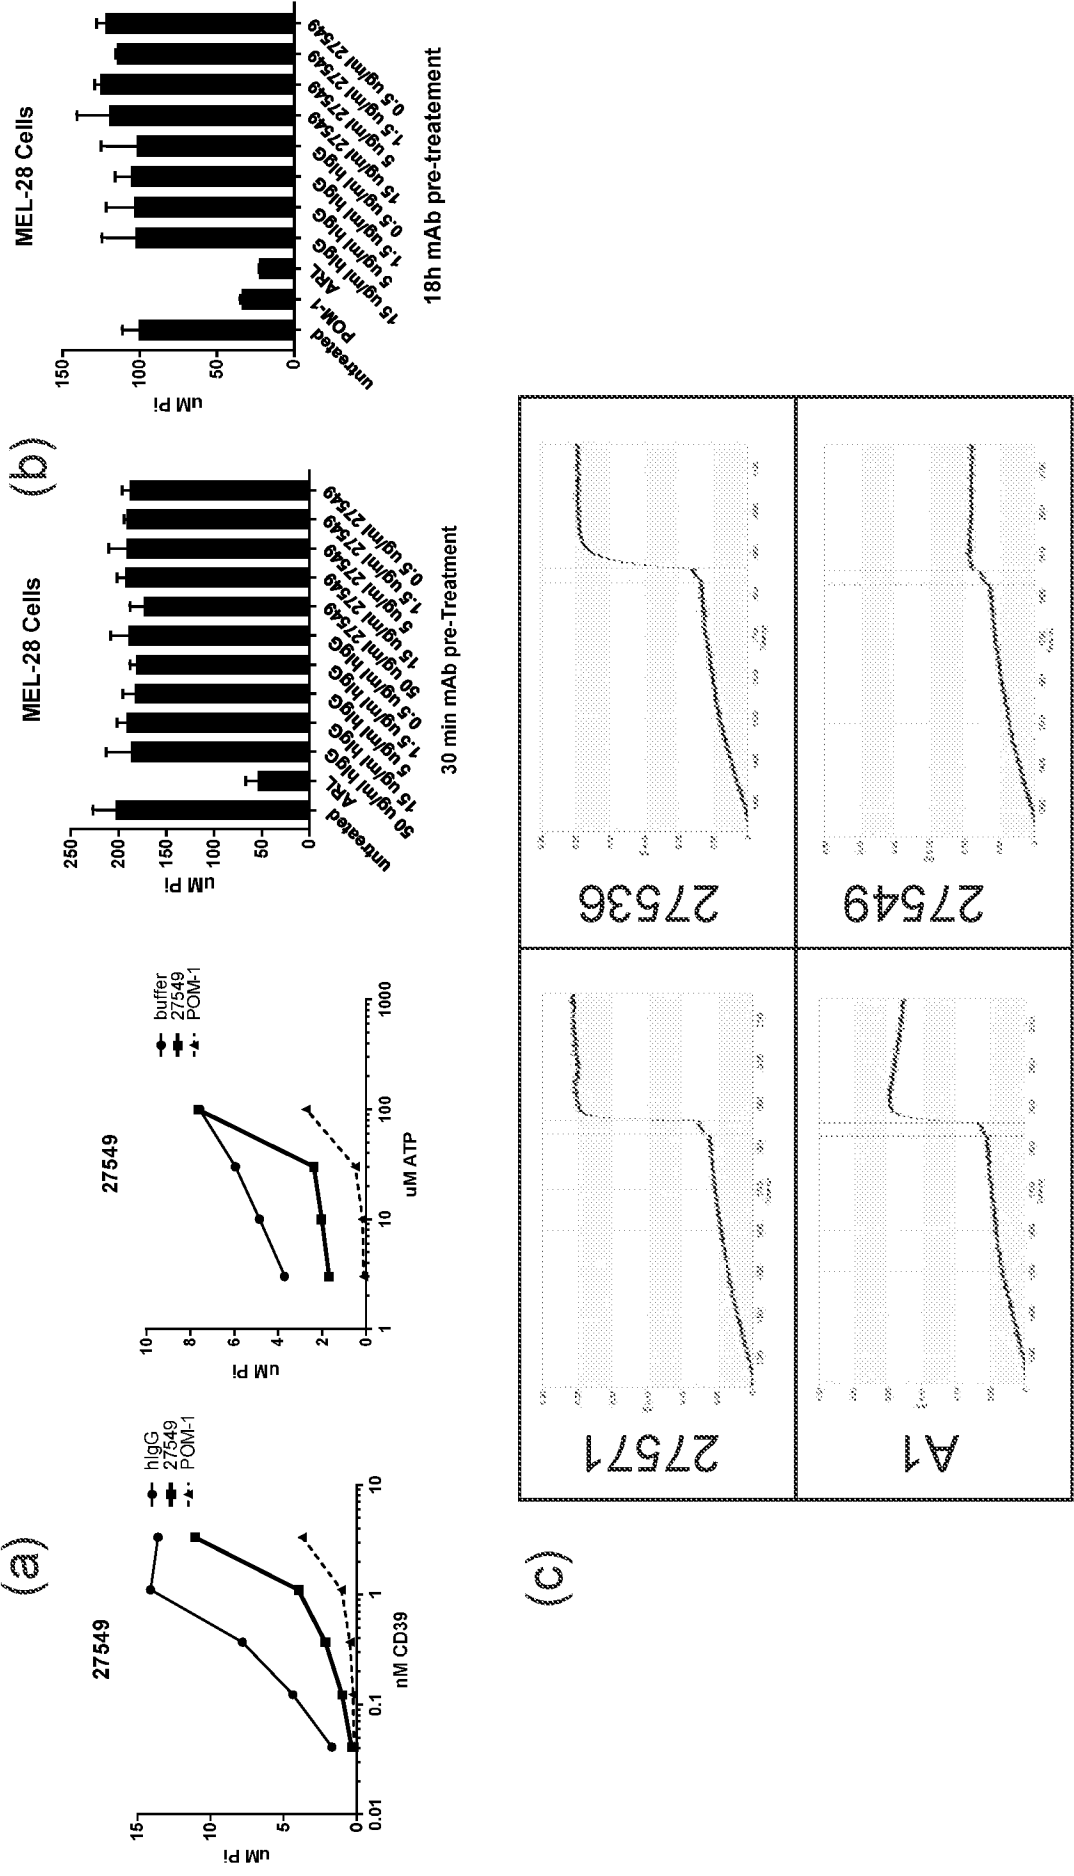 (a)
27549
uM Pi
15
10
5
0
0.01
0.1
1
10
nM CD39
hIgG
27549
POM-1
27549
uM Pi
10
8
6
4
2
0
1
10
100
1000
uM ATP
buffer
27549
POM-1
(b)
MEL-28 Cells
uM Pi
250
200
150
100
50
0
untreated
ARL
50 ug/ml hIgG
15 ug/ml hIgG
5 ug/ml hIgG
1.5 ug/ml hIgG
0.5 ug/ml hIgG
50 ug/ml 27549
15 ug/ml 27549
5 ug/ml 27549
1.5 ug/ml 27549
0.5 ug/ml 27549
30 min mAb pre-Treatment
MEL-28 Cells
uM Pi
150
100
50
0
untreated
POM-1
ARL
15 ug/ml hIgG
5 ug/ml hIgG
1.5 ug/ml hIgG
0.5 ug/ml hIgG
15 ug/ml 27549
5 ug/ml 27549
1.5 ug/ml 27549
0.5 ug/ml 27549
18h mAb pre-treatement
(c)
27571
27536
A1
27549